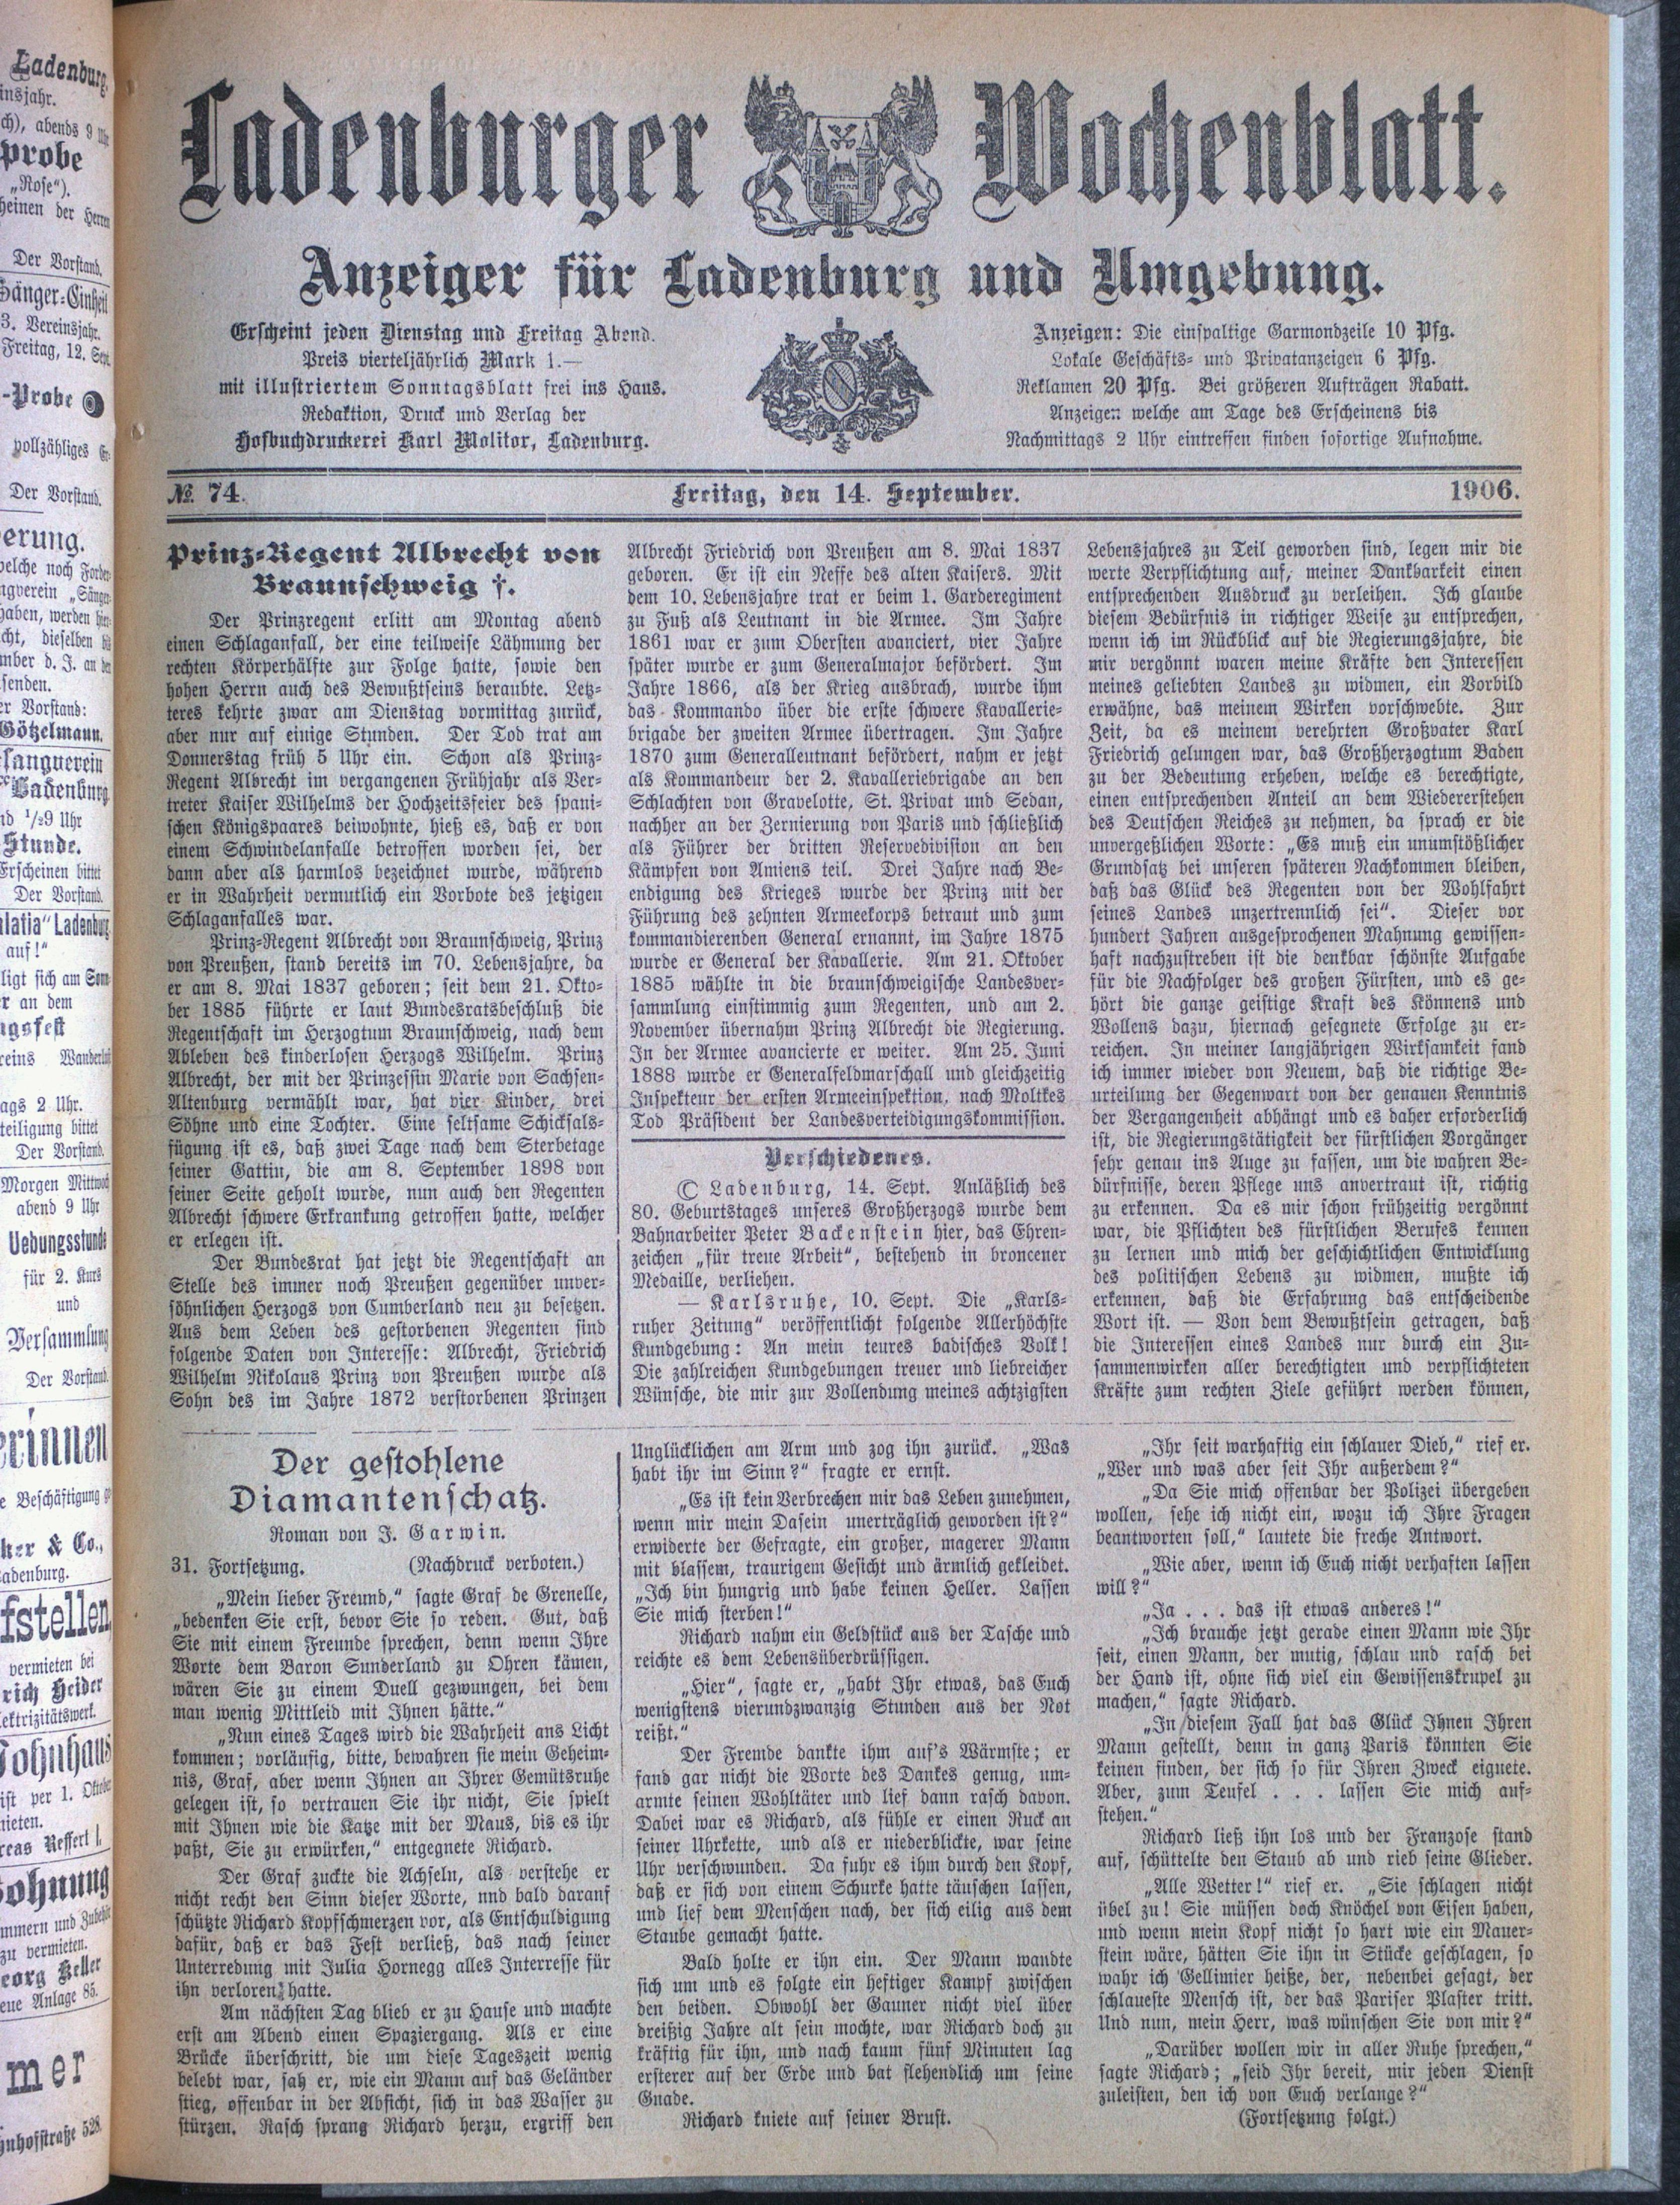 Ladenburger Wochenblatt.
Anzeiger für Ladenburg und Umgebung.
Erscheint jeden Dienstag und Freitag Abend.
Preis vierteljährlich Mark 1.—
mit illustriertem Sonntagsblatt frei ins Haus.
Redaktion, Druck und Verlag der
Hofbuchdruckerei Karl Molitor, Ladenburg.
Anzeigen: Die einspaltige Garmondzeile 10 Pfg.
Lokale Geschäfts- und Privatanzeigen 6 Pfg.
Reklamen 20 Pfg. Bei größeren Aufträgen Rabatt.
Anzeigen welche am Tage des Erscheinens bis
Nachmittags 2 Uhr eintreffen finden sofortige Aufnahme.
№ 74. Freitag, den 14. September. 1906.
Prinz-Regent Albrecht von
Braunschweig †.
Der Prinzregent erlitt am Montag abend
einen Schlaganfall, der eine teilweise Lähmung der
rechten Körperhälfte zur Folge hatte, sowie den
hohen Herrn auch des Bewußtseins beraubte. Letz-
teres kehrte zwar am Dienstag vormittag zurück,
aber nur auf einige Stunden. Der Tod trat am
Donnerstag früh 5 Uhr ein. Schon als Prinz-
Regent Albrecht im vergangenen Frühjahr als Ver-
treter Kaiser Wilhelms der Hochzeitsfeier des spani-
schen Königspaares beiwohnte, hieß es, daß er von
einem Schwindelanfalle betroffen worden sei, der
dann aber als harmlos bezeichnet wurde, während
er in Wahrheit vermutlich ein Vorbote des jetzigen
Schlaganfalles war.
Prinz-Regent Albrecht von Braunschweig, Prinz
von Preußen, stand bereits im 70. Lebensjahre, da
er am 8. Mai 1837 geboren; seit dem 21. Okto-
ber 1885 führte er laut Bundesratsbeschluß die
Regentschaft im Herzogtum Braunschweig, nach dem
Ableben des kinderlosen Herzogs Wilhelm. Prinz
Albrecht, der mit der Prinzessin Marie von Sachsen-
Altenburg vermählt war, hat vier Kinder, drei
Söhne und eine Tochter. Eine seltsame Schicksals-
fügung ist es, daß zwei Tage nach dem Sterbetage
seiner Gattin, die am 8. September 1898 von
seiner Seite geholt wurde, nun auch den Regenten
Albrecht schwere Erkrankung getroffen hatte, welcher
er erlegen ist.
Der Bundesrat hat jetzt die Regentschaft an
Stelle des immer noch Preußen gegenüber unver-
söhnlichen Herzogs von Cumberland neu zu besetzen.
Aus dem Leben des gestorbenen Regenten sind
folgende Daten von Interesse: Albrecht, Friedrich
Wilhelm Nikolaus Prinz von Preußen wurde als
Sohn des im Jahre 1872 verstorbenen Prinzen
Albrecht Friedrich von Preußen am 8. Mai 1837
geboren. Er ist ein Neffe des alten Kaisers. Mit
dem 10. Lebensjahre trat er beim 1. Garderegiment
zu Fuß als Leutnant in die Armee. Im Jahre
1861 war er zum Obersten avanciert, vier Jahre
später wurde er zum Generalmajor befördert. Im
Jahre 1866, als der Krieg ausbrach, wurde ihm
das Kommando über die erste schwere Kavallerie-
brigade der zweiten Armee übertragen. Im Jahre
1870 zum Generalleutnant befördert, nahm er jetzt
als Kommandeur der 2. Kavalleriebrigade an den
Schlachten von Gravelotte, St. Privat und Sedan,
nachher an der Zernierung von Paris und schließlich
als Führer der dritten Reservedivision an den
Kämpfen von Amiens teil. Drei Jahre nach Be-
endigung des Krieges wurde der Prinz mit der
Führung des zehnten Armeekorps betraut und zum
kommandierenden General ernannt, im Jahre 1875
wurde er General der Kavallerie. Am 21. Oktober
1885 wählte in die braunschweigische Landesver-
sammlung einstimmig zum Regenten, und am 2.
November übernahm Prinz Albrecht die Regierung.
In der Armee avancierte er weiter. Am 25. Juni
1888 wurde er Generalfeldmarschall und gleichzeitig
Inspekteur der ersten Armeeinspektion, nach Moltkes
Tod Präsident der Landesverteidigungskommission.
Verschiedenes.
© Ladenburg, 14. Sept. Anläßlich des
80. Geburtstages unseres Großherzogs wurde dem
Bahnarbeiter Peter Backenstein hier, das Ehren-
zeichen „für treue Arbeit“, bestehend in broncener
Medaille, verliehen.
— Karlsruhe, 10. Sept. Die „Karls-
ruher Zeitung“ veröffentlicht folgende Allerhöchste
Kundgebung: An mein teures badisches Volk!
Die zahlreichen Kundgebungen treuer und liebreicher
Wünsche, die mir zur Vollendung meines achtzigsten
Lebensjahres zu Teil geworden sind, legen mir die
werte Verpflichtung auf, meiner Dankbarkeit einen
entsprechenden Ausdruck zu verleihen. Ich glaube
diesem Bedürfnis in richtiger Weise zu entsprechen,
wenn ich im Rückblick auf die Regierungsjahre, die
mir vergönnt waren meine Kräfte den Interessen
meines geliebten Landes zu widmen, ein Vorbild
erwähne, das meinem Wirken vorschwebte. Zur
Zeit, da es meinem verehrten Großvater Karl
Friedrich gelungen war, das Großherzogtum Baden
zu der Bedeutung erheben, welche es berechtigte,
einen entsprechenden Anteil an dem Wiedererstehen
des Deutschen Reiches zu nehmen, da sprach er die
unvergeßlichen Worte: „Es muß ein unumstößlicher
Grundsatz bei unseren späteren Nachkommen bleiben,
daß das Glück des Regenten von der Wohlfahrt
seines Landes unzertrennlich sei“. Dieser vor
hundert Jahren ausgesprochenen Mahnung gewissen-
haft nachzustreben ist die denkbar schönste Aufgabe
für die Nachfolger des großen Fürsten, und es ge-
hört die ganze geistige Kraft des Könnens und
Wollens dazu, hiernach gesegnete Erfolge zu er-
reichen. In meiner langjährigen Wirksamkeit fand
ich immer wieder von Neuem, daß die richtige Be-
urteilung der Gegenwart von der genauen Kenntnis
der Vergangenheit abhängt und es daher erforderlich
ist, die Regierungstätigkeit der fürstlichen Vorgänger
sehr genau ins Auge zu fassen, um die wahren Be-
dürfnisse, deren Pflege uns anvertraut ist, richtig
zu erkennen. Da es mir schon frühzeitig vergönnt
war, die Pflichten des fürstlichen Berufes kennen
zu lernen und mich der geschichtlichen Entwicklung
des politischen Lebens zu widmen, mußte ich
erkennen, daß die Erfahrung das entscheidende
Wort ist. — Von dem Bewußtsein getragen, daß
die Interessen eines Landes nur durch ein Zu-
sammenwirken aller berechtigten und verpflichteten
Kräfte zum rechten Ziele geführt werden können,
Der gestohlene
Diamantenschatz.
Roman von J. Garwin.
31. Fortsetzung. (Nachdruck verboten.)
„Mein lieber Freund,“ sagte Graf de Grenelle,
„bedenken Sie erst, bevor Sie so reden. Gut, daß
Sie mit einem Freunde sprechen, denn wenn Ihre
Worte dem Baron Sunderland zu Ohren kämen,
wären Sie zu einem Duell gezwungen, bei dem
man wenig Mittleid mit Ihnen hätte.“
„Nun eines Tages wird die Wahrheit ans Licht
kommen; vorläufig, bitte, bewahren sie mein Geheim-
nis, Graf, aber wenn Ihnen an Ihrer Gemütsruhe
gelegen ist, so vertrauen Sie ihr nicht, Sie spielt
mit Ihnen wie die Katze mit der Maus, bis es ihr
paßt, Sie zu erwürken,“ entgegnete Richard.
Der Graf zuckte die Achseln, als verstehe er
nicht recht den Sinn dieser Worte, nnd bald darauf
schützte Richard Kopfschmerzen vor, als Entschuldigung
dafür, daß er das Fest verließ, das nach seiner
Unterredung mit Julia Hornegg alles Interresse für
ihn verloren hatte.
Am nächsten Tag blieb er zu Hause und machte
erst am Abend einen Spaziergang. Als er eine
Brücke überschritt, die um diese Tageszeit wenig
belebt war, sah er, wie ein Mann auf das Geländer
stieg, offenbar in der Absicht, sich in das Wasser zu
stürzen. Rasch sprang Richard herzu, ergriff den
Unglücklichen am Arm und zog ihn zurück. „Was
habt ihr im Sinn?“ fragte er ernst.
„Es ist kein Verbrechen mir das Leben zunehmen,
wenn mir mein Dasein unerträglich geworden ist?“
erwiderte der Gefragte, ein großer, magerer Mann
mit blassem, traurigem Gesicht und ärmlich gekleidet.
„Ich bin hungrig und habe keinen Heller. Lassen
Sie mich sterben!“
Richard nahm ein Geldstück aus der Tasche und
reichte es dem Lebensüberdrüssigen.
„Hier“, sagte er, „habt Ihr etwas, das Euch
wenigstens vierundzwanzig Stunden aus der Not
reißt.“
Der Fremde dankte ihm auf's Wärmste; er
fand gar nicht die Worte des Dankes genug, um-
armte seinen Wohltäter und lief dann rasch davon.
Dabei war es Richard, als fühle er einen Ruck an
seiner Uhrkette, und als er niederblickte, war seine
Uhr verschwunden. Da fuhr es ihm durch den Kopf,
daß er sich von einem Schurke hatte täuschen lassen,
und lief dem Menschen nach, der sich eilig aus dem
Staube gemacht hatte.
Bald holte er ihn ein. Der Mann wandte
sich um und es folgte ein heftiger Kampf zwischen
den beiden. Obwohl der Gauner nicht viel über
dreißig Jahre alt sein mochte, war Richard doch zu
kräftig für ihn, und nach kaum fünf Minuten lag
ersterer auf der Erde und bat flehendlich um seine
Gnade.
Richard kniete auf seiner Brust.
„Ihr seit warhaftig ein schlauer Dieb,“ rief er.
„Wer und was aber seit Ihr außerdem?“
„Da Sie mich offenbar der Polizei übergeben
wollen, sehe ich nicht ein, wozu ich Ihre Fragen
beantworten soll,“ lautete die freche Antwort.
„Wie aber, wenn ich Euch nicht verhaften lassen
will?“
„Ja . . . das ist etwas anderes!“
„Ich brauche jetzt gerade einen Mann wie Ihr
seit, einen Mann, der mutig, schlau und rasch bei
der Hand ist, ohne sich viel ein Gewissenskrupel zu
machen,“ sagte Richard.
„In diesem Fall hat das Glück Ihnen Ihren
Mann gestellt, denn in ganz Paris könnten Sie
keinen finden, der sich so für Ihren Zweck eignete.
Aber, zum Teufel . . . lassen Sie mich auf-
stehen.“
Richard ließ ihn los und der Franzose stand
auf, schüttelte den Staub ab und rieb seine Glieder.
„Alle Wetter!“ rief er. „Sie schlagen nicht
übel zu! Sie müssen doch Knöchel von Eisen haben,
und wenn mein Kopf nicht so hart wie ein Mauer-
stein wäre, hätten Sie ihn in Stücke geschlagen, so
wahr ich Gellimier heiße, der, nebenbei gesagt, der
schlaueste Mensch ist, der das Pariser Plaster tritt.
Und nun, mein Herr, was wünschen Sie von mir?“
„Darüber wollen wir in aller Ruhe sprechen,“
sagte Richard; „seid Ihr bereit, mir jeden Dienst
zuleisten, den ich von Euch verlange?“
(Fortsetzung folgt.)